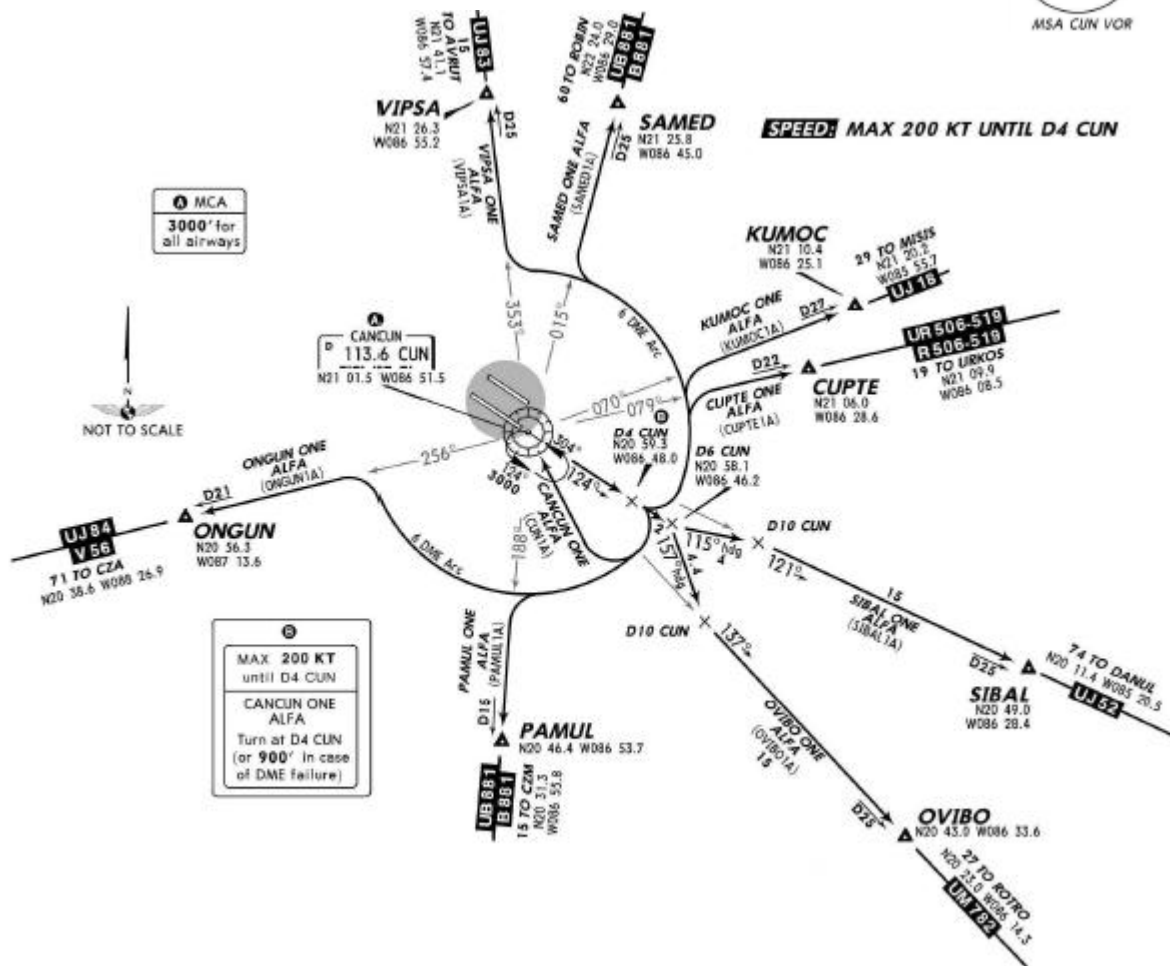 MSA CUN VOR
15
TO AVRUT
N21 41.1
W086 57.4
UJ83
60 TO ROBIN
N22 24.0
W086 29.0
UB881
B881
VIPSA
N21 26.3
W086 55.2
D25
SAMED
N21 25.8
W086 45.0
D25
SPEED: MAX 200 KT UNTIL D4 CUN
VIPSA ONE
ALFA
(VIPSA1A)
SAMED ONE ALFA
(SAMED1A)
A MCA
3000' for
all airways
KUMOC
N21 10.4
W086 25.1
29 TO MISIS
N21 20.2
W085 55.7
UJ18
353°
015°
6 DME Arc
KUMOC ONE
ALFA
(KUMOC1A)
D27
UR506-519
R506-519
19 TO URKOS
N21 09.9
W086 08.5
A
CANCUN
D 113.6 CUN
N21 01.5 W086 51.5
D22
CUPTE
N21 06.0
W086 28.6
CUPTE ONE
ALFA
(CUPTE1A)
N
NOT TO SCALE
070°
079°
B
D4 CUN
N20 59.3
W086 48.0
D6 CUN
N20 58.1
W086 46.2
256°
304°
124°
124°
3000
CANCUN ONE
ALFA
(CUN1A)
ONGUN ONE
ALFA
(ONGUN1A)
D21
UJ84
V56
71 TO CZA
N20 38.6 W088 26.9
ONGUN
N20 56.3
W087 13.6
188°
6 DME Arc
2
115° hdg
4
D10 CUN
121°
157° hdg
4.4
D10 CUN
137°
15
SIBAL ONE
ALFA
(SIBAL1A)
D25
SIBAL
N20 49.0
W086 28.4
74 TO DANUL
N20 11.4 W085 20.5
UJ52
B
MAX 200 KT
until D4 CUN
CANCUN ONE
ALFA
Turn at D4 CUN
(or 900' in case
of DME failure)
PAMUL ONE
ALFA
(PAMUL1A)
D15
PAMUL
N20 46.4 W086 53.7
UB881
B881
15 TO CZM
N20 31.3
W086 55.8
OVIBO ONE
ALFA
(OVIBO1A)
15
D25
OVIBO
N20 43.0 W086 33.6
27 TO ROTRO
N20 23.0 W086 14.3
UM782